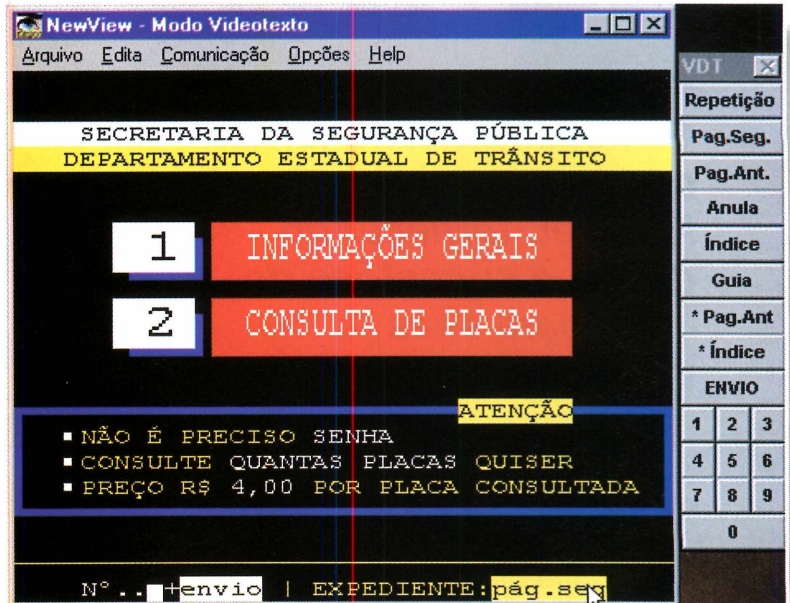 NewView - Modo Videotexto
Arquivo Edita Comunicação Opções Help
SECRETARIA DA SEGURANÇA PÚBLICA
DEPARTAMENTO ESTADUAL DE TRÂNSITO
1 INFORMAÇÕES GERAIS
2 CONSULTA DE PLACAS
ATENÇÃO
NÃO É PRECISO SENHA
CONSULTE QUANTAS PLACAS QUISER
PREÇO R$ 4,00 POR PLACA CONSULTADA
Nº.. +envio | EXPEDIENTE:pág.seg
VDT
Repetição
Pag.Seg.
Pag.Ant.
Anula
Índice
Guia
* Pag.Ant
* Índice
ENVIO
1 2 3
4 5 6
7 8 9
0